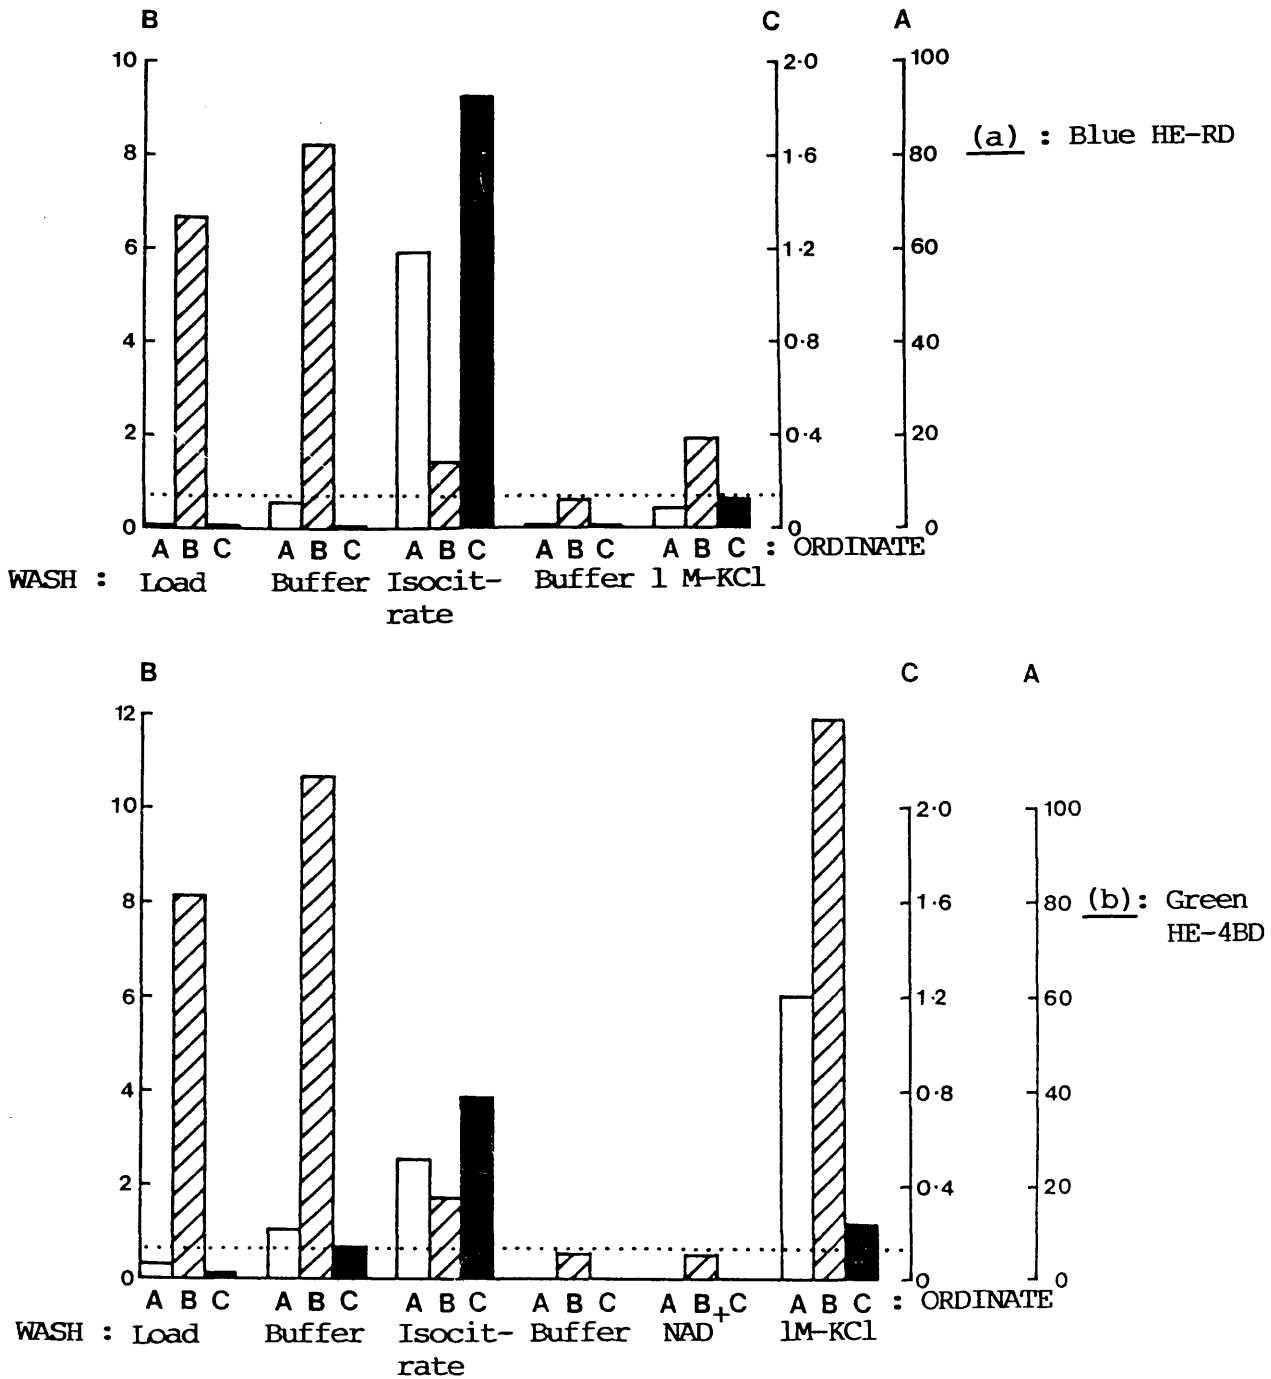 B C A
10 2·0 100
(a) : Blue HE-RD
8 1·6 80
6 1·2 60
4 0·8 40
2 0·4 20
0 0 0
A B C A B C A B C A B C A B C : ORDINATE
WASH : Load Buffer Isocit- Buffer 1 M-KCl
rate
B C A
12
10 2·0 100
8 1·6 80 (b): Green
HE-4BD
6 1·2 60
4 0·8 40
2 0·4 20
0 0 0
A B C A B C A B C A B C A B C A B C : ORDINATE
WASH : Load Buffer Isocit- Buffer NAD+ 1M-KCl
rate